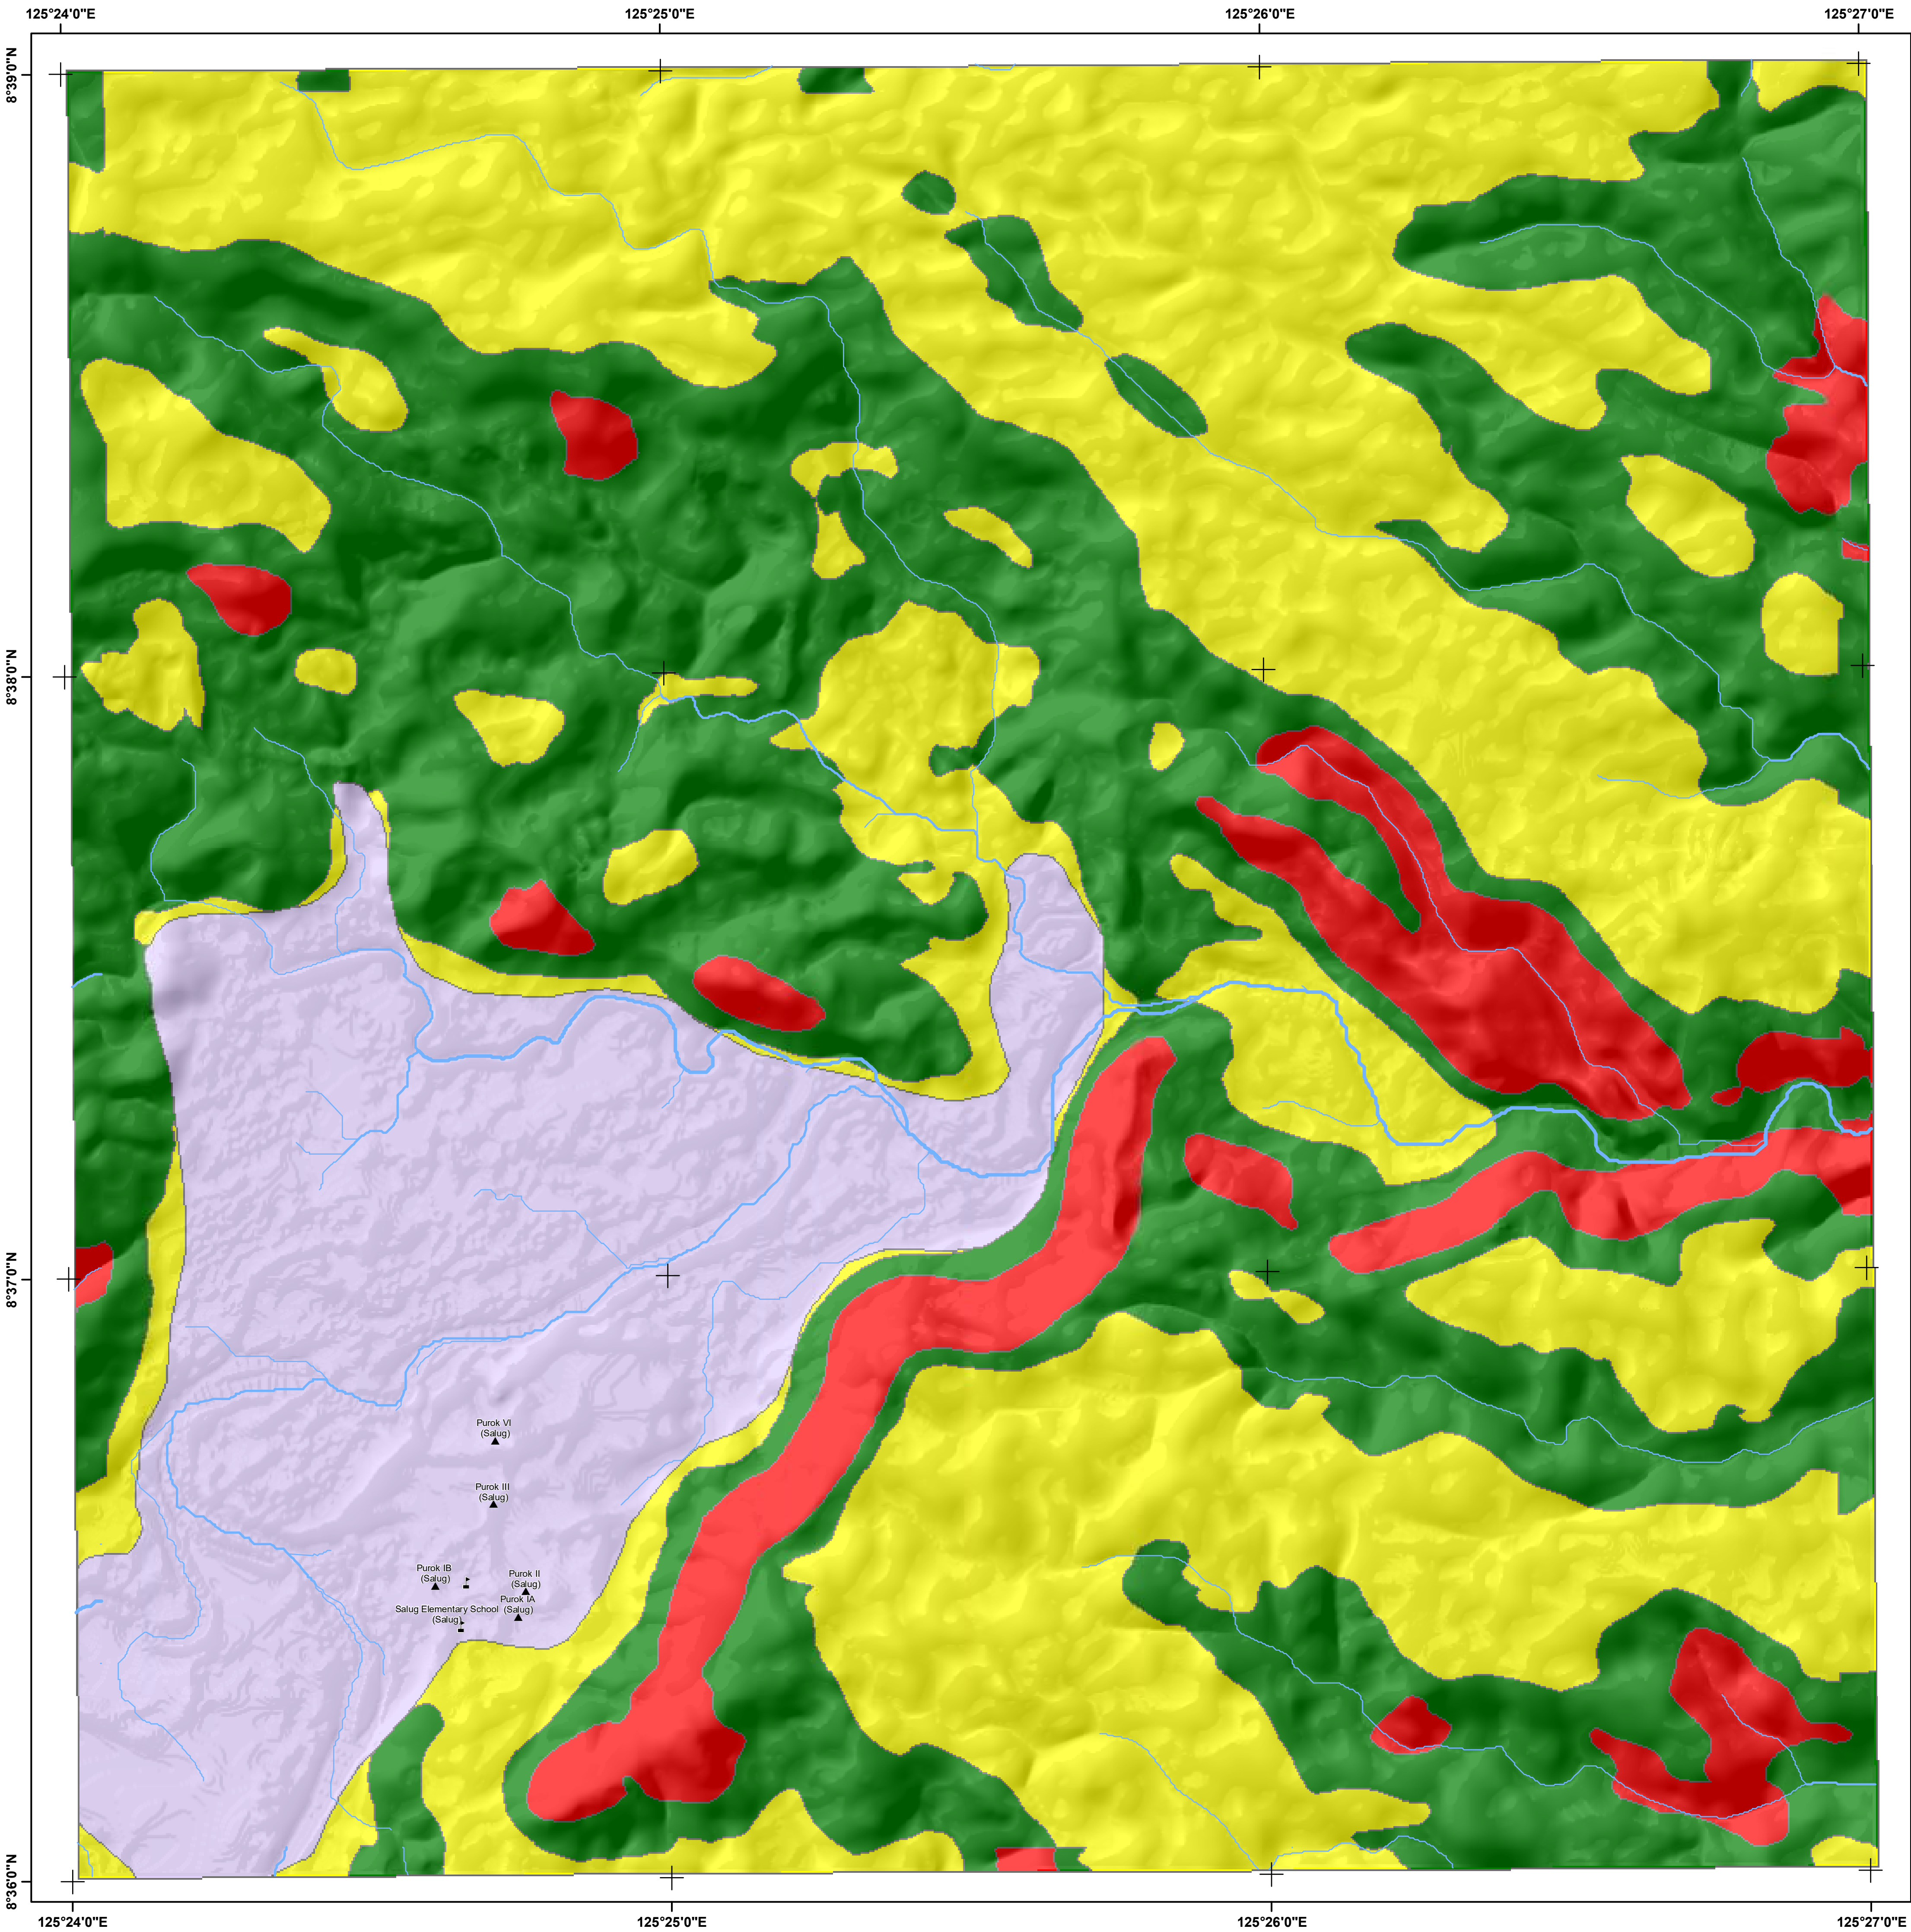 125°24'0"E 125°25'0"E 125°26'0"E 125°27'0"E
8°39'0"N
8°38'0"N
8°37'0"N
Purok VI
(Salug)
Purok III
(Salug)
Purok IB
(Salug)
Purok II
(Salug)
Purok IA
(Salug)
Salug Elementary School
(Salug)
8°36'0"N
125°24'0"E 125°25'0"E 125°26'0"E 125°27'0"E